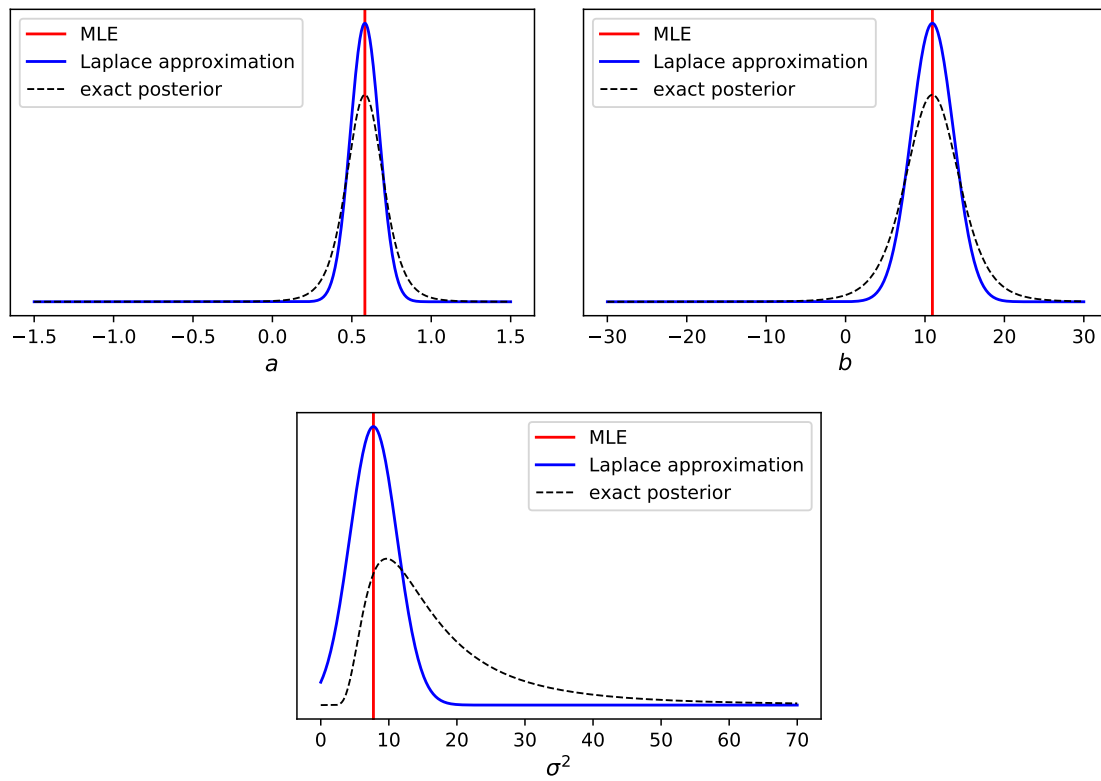 MLE
Laplace approximation
exact posterior
−1.5 −1.0 −0.5 0.0 0.5 1.0 1.5
a
MLE
Laplace approximation
exact posterior
−30 −20 −10 0 10 20 30
b
MLE
Laplace approximation
exact posterior
0 10 20 30 40 50 60 70
σ²